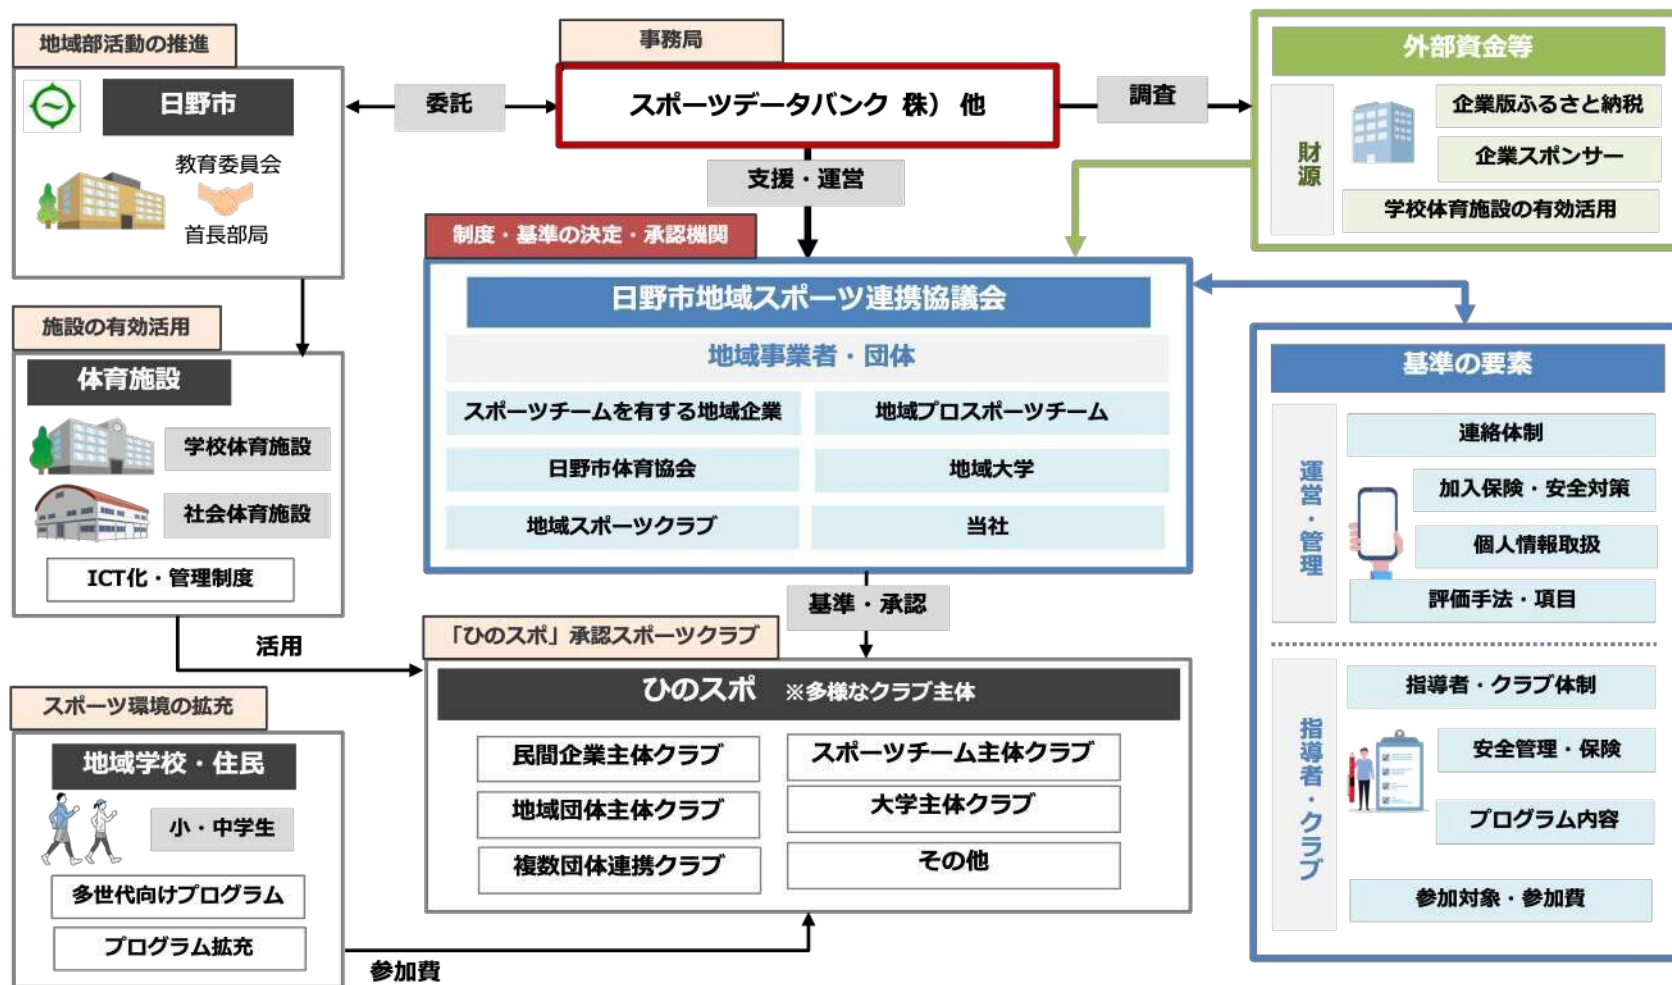 地域部活動の推進
日野市
教育委員会
首長部局
委託
事務局
スポーツデータバンク（株）他
調査
支援・運営
外部資金等
財源
企業版ふるさと納税
企業スポンサー
学校体育施設の有効活用
施設の有効活用
体育施設
学校体育施設
社会体育施設
ICT化・管理制度
活用
制度・基準の決定・承認機関
日野市地域スポーツ連携協議会
地域事業者・団体
スポーツチームを有する地域企業
地域プロスポーツチーム
日野市体育協会
地域大学
地域スポーツクラブ
当社
基準・承認
基準の要素
運営・管理
連絡体制
加入保険・安全対策
個人情報取扱
評価手法・項目
指導者・クラブ
指導者・クラブ体制
安全管理・保険
プログラム内容
参加対象・参加費
「ひのスポ」承認スポーツクラブ
ひのスポ ※多様なクラブ主体
民間企業主体クラブ
スポーツチーム主体クラブ
地域団体主体クラブ
大学主体クラブ
複数団体連携クラブ
その他
スポーツ環境の拡充
地域学校・住民
小・中学生
多世代向けプログラム
プログラム拡充
参加費